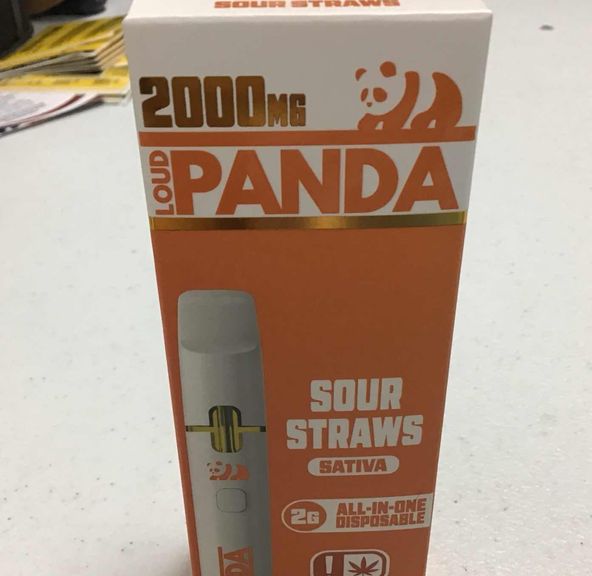 SOUR STRAWS
2000MG
LOUD
PANDA
SOUR
STRAWS
SATIVA
2G
ALL-IN-ONE
DISPOSABLE
!